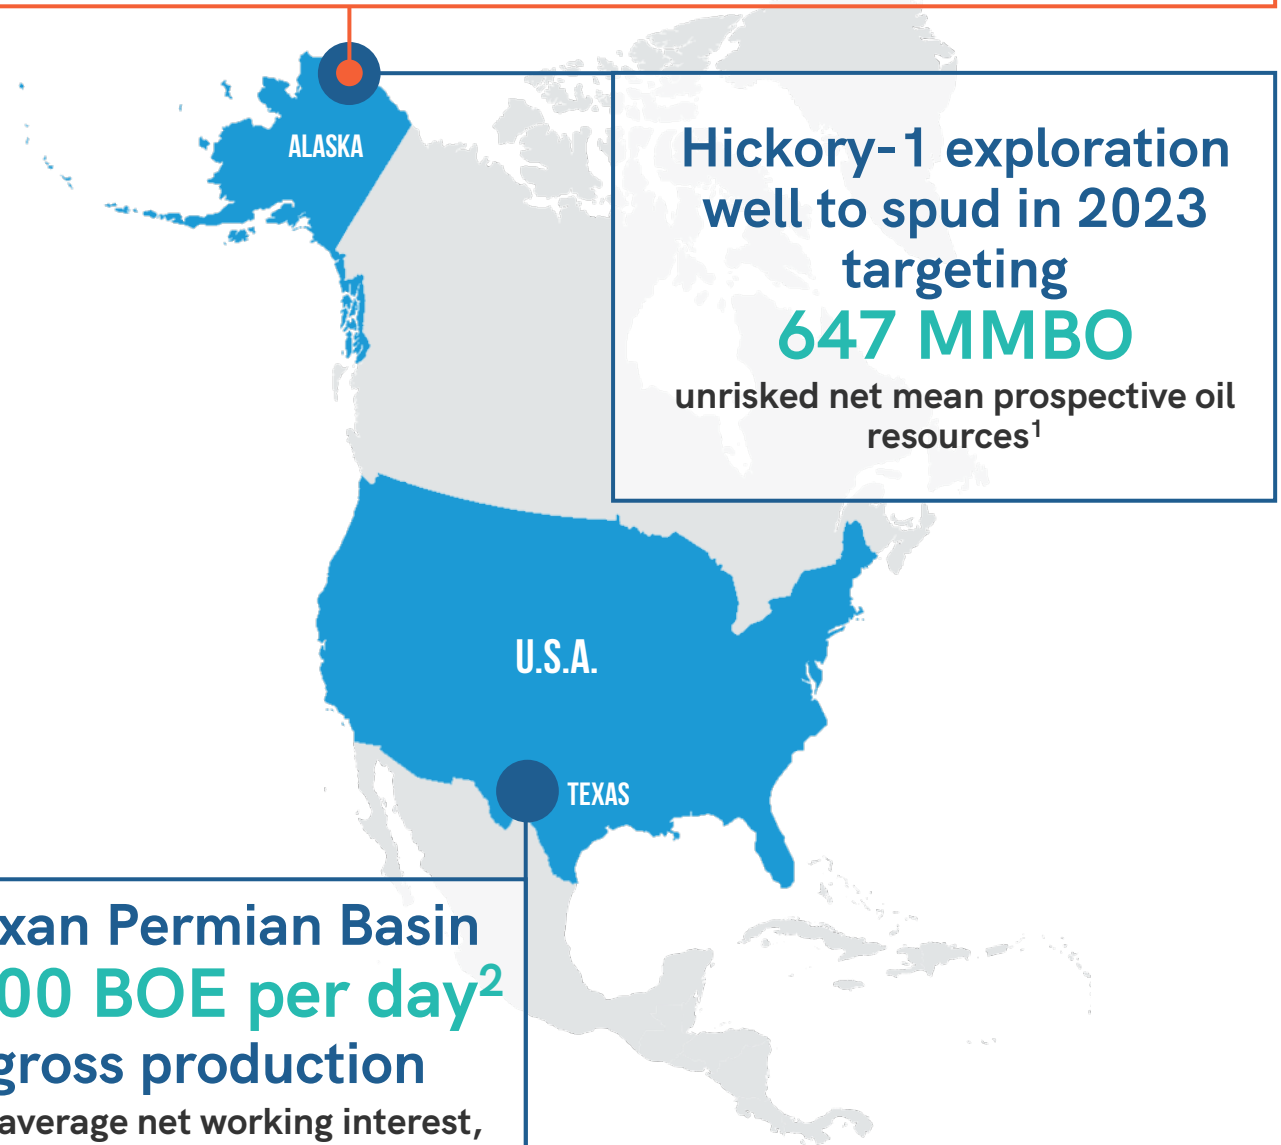 ALASKA
Hickory-1 exploration
well to spud in 2023
targeting
647 MMBO
unrisked net mean prospective oil
resources¹
U.S.A.
TEXAS
xan Permian Basin
00 BOE per day²
gross production
average net working interest,